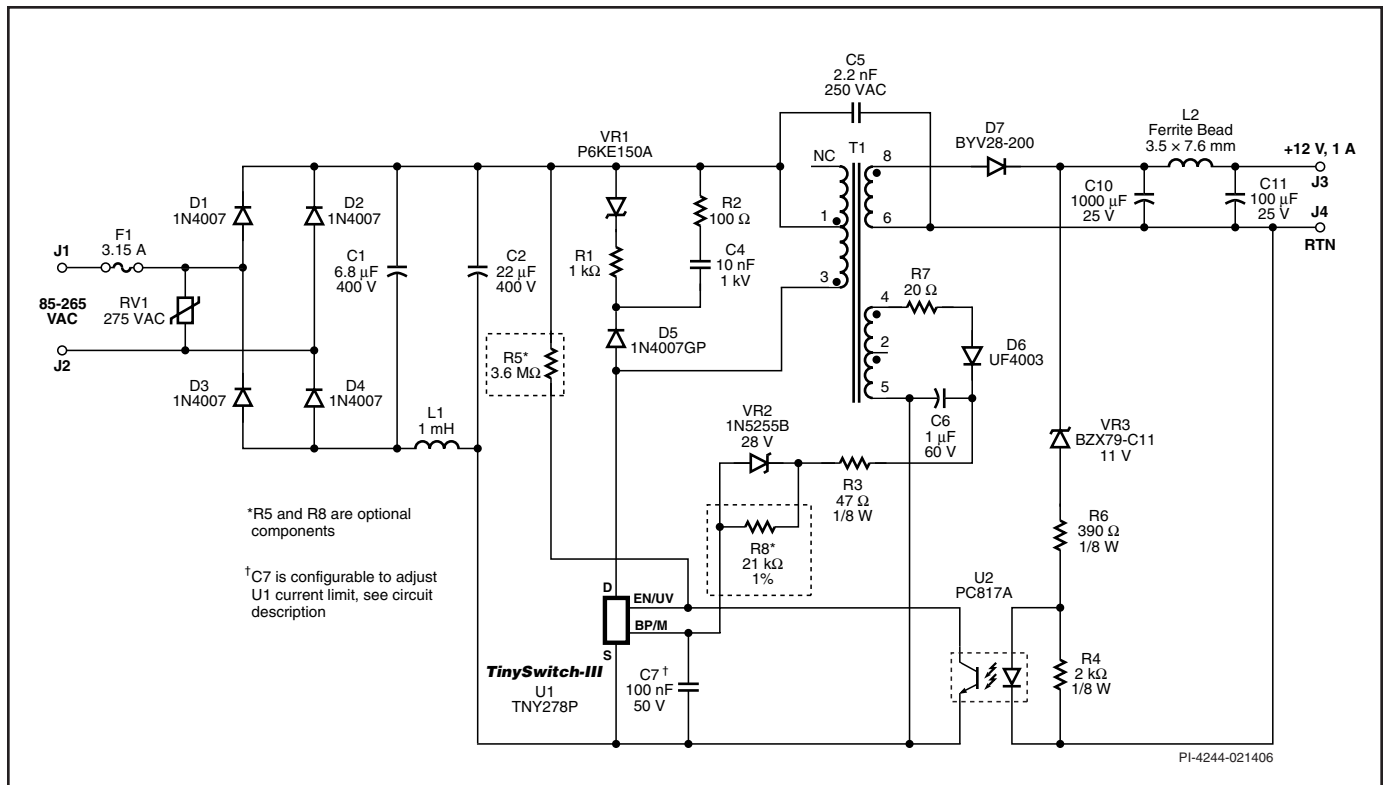 C5
2.2 nF
250 VAC
VR1
P6KE150A
NC
T1
8
D7
BYV28-200
L2
Ferrite Bead
3.5 × 7.6 mm
+12 V, 1 A
J3
D1
1N4007
D2
1N4007
R2
100 Ω
1
6
C10
1000 µF
25 V
C11
100 µF
25 V
J4
RTN
J1
F1
3.15 A
C1
6.8 µF
400 V
C2
22 µF
400 V
R1
1 kΩ
C4
10 nF
1 kV
3
R7
20 Ω
4
85-265
VAC
RV1
275 VAC
D5
1N4007GP
2
D6
UF4003
J2
R5*
3.6 MΩ
5
D3
1N4007
D4
1N4007
L1
1 mH
VR2
1N5255B
28 V
C6
1 µF
60 V
VR3
BZX79-C11
11 V
R3
47 Ω
1/8 W
*R5 and R8 are optional
components
R8*
21 kΩ
1%
R6
390 Ω
1/8 W
†C7 is configurable to adjust
U1 current limit, see circuit
description
U2
PC817A
D
EN/UV
BP/M
S
TinySwitch-III
U1
TNY278P
C7†
100 nF
50 V
R4
2 kΩ
1/8 W
PI-4244-021406